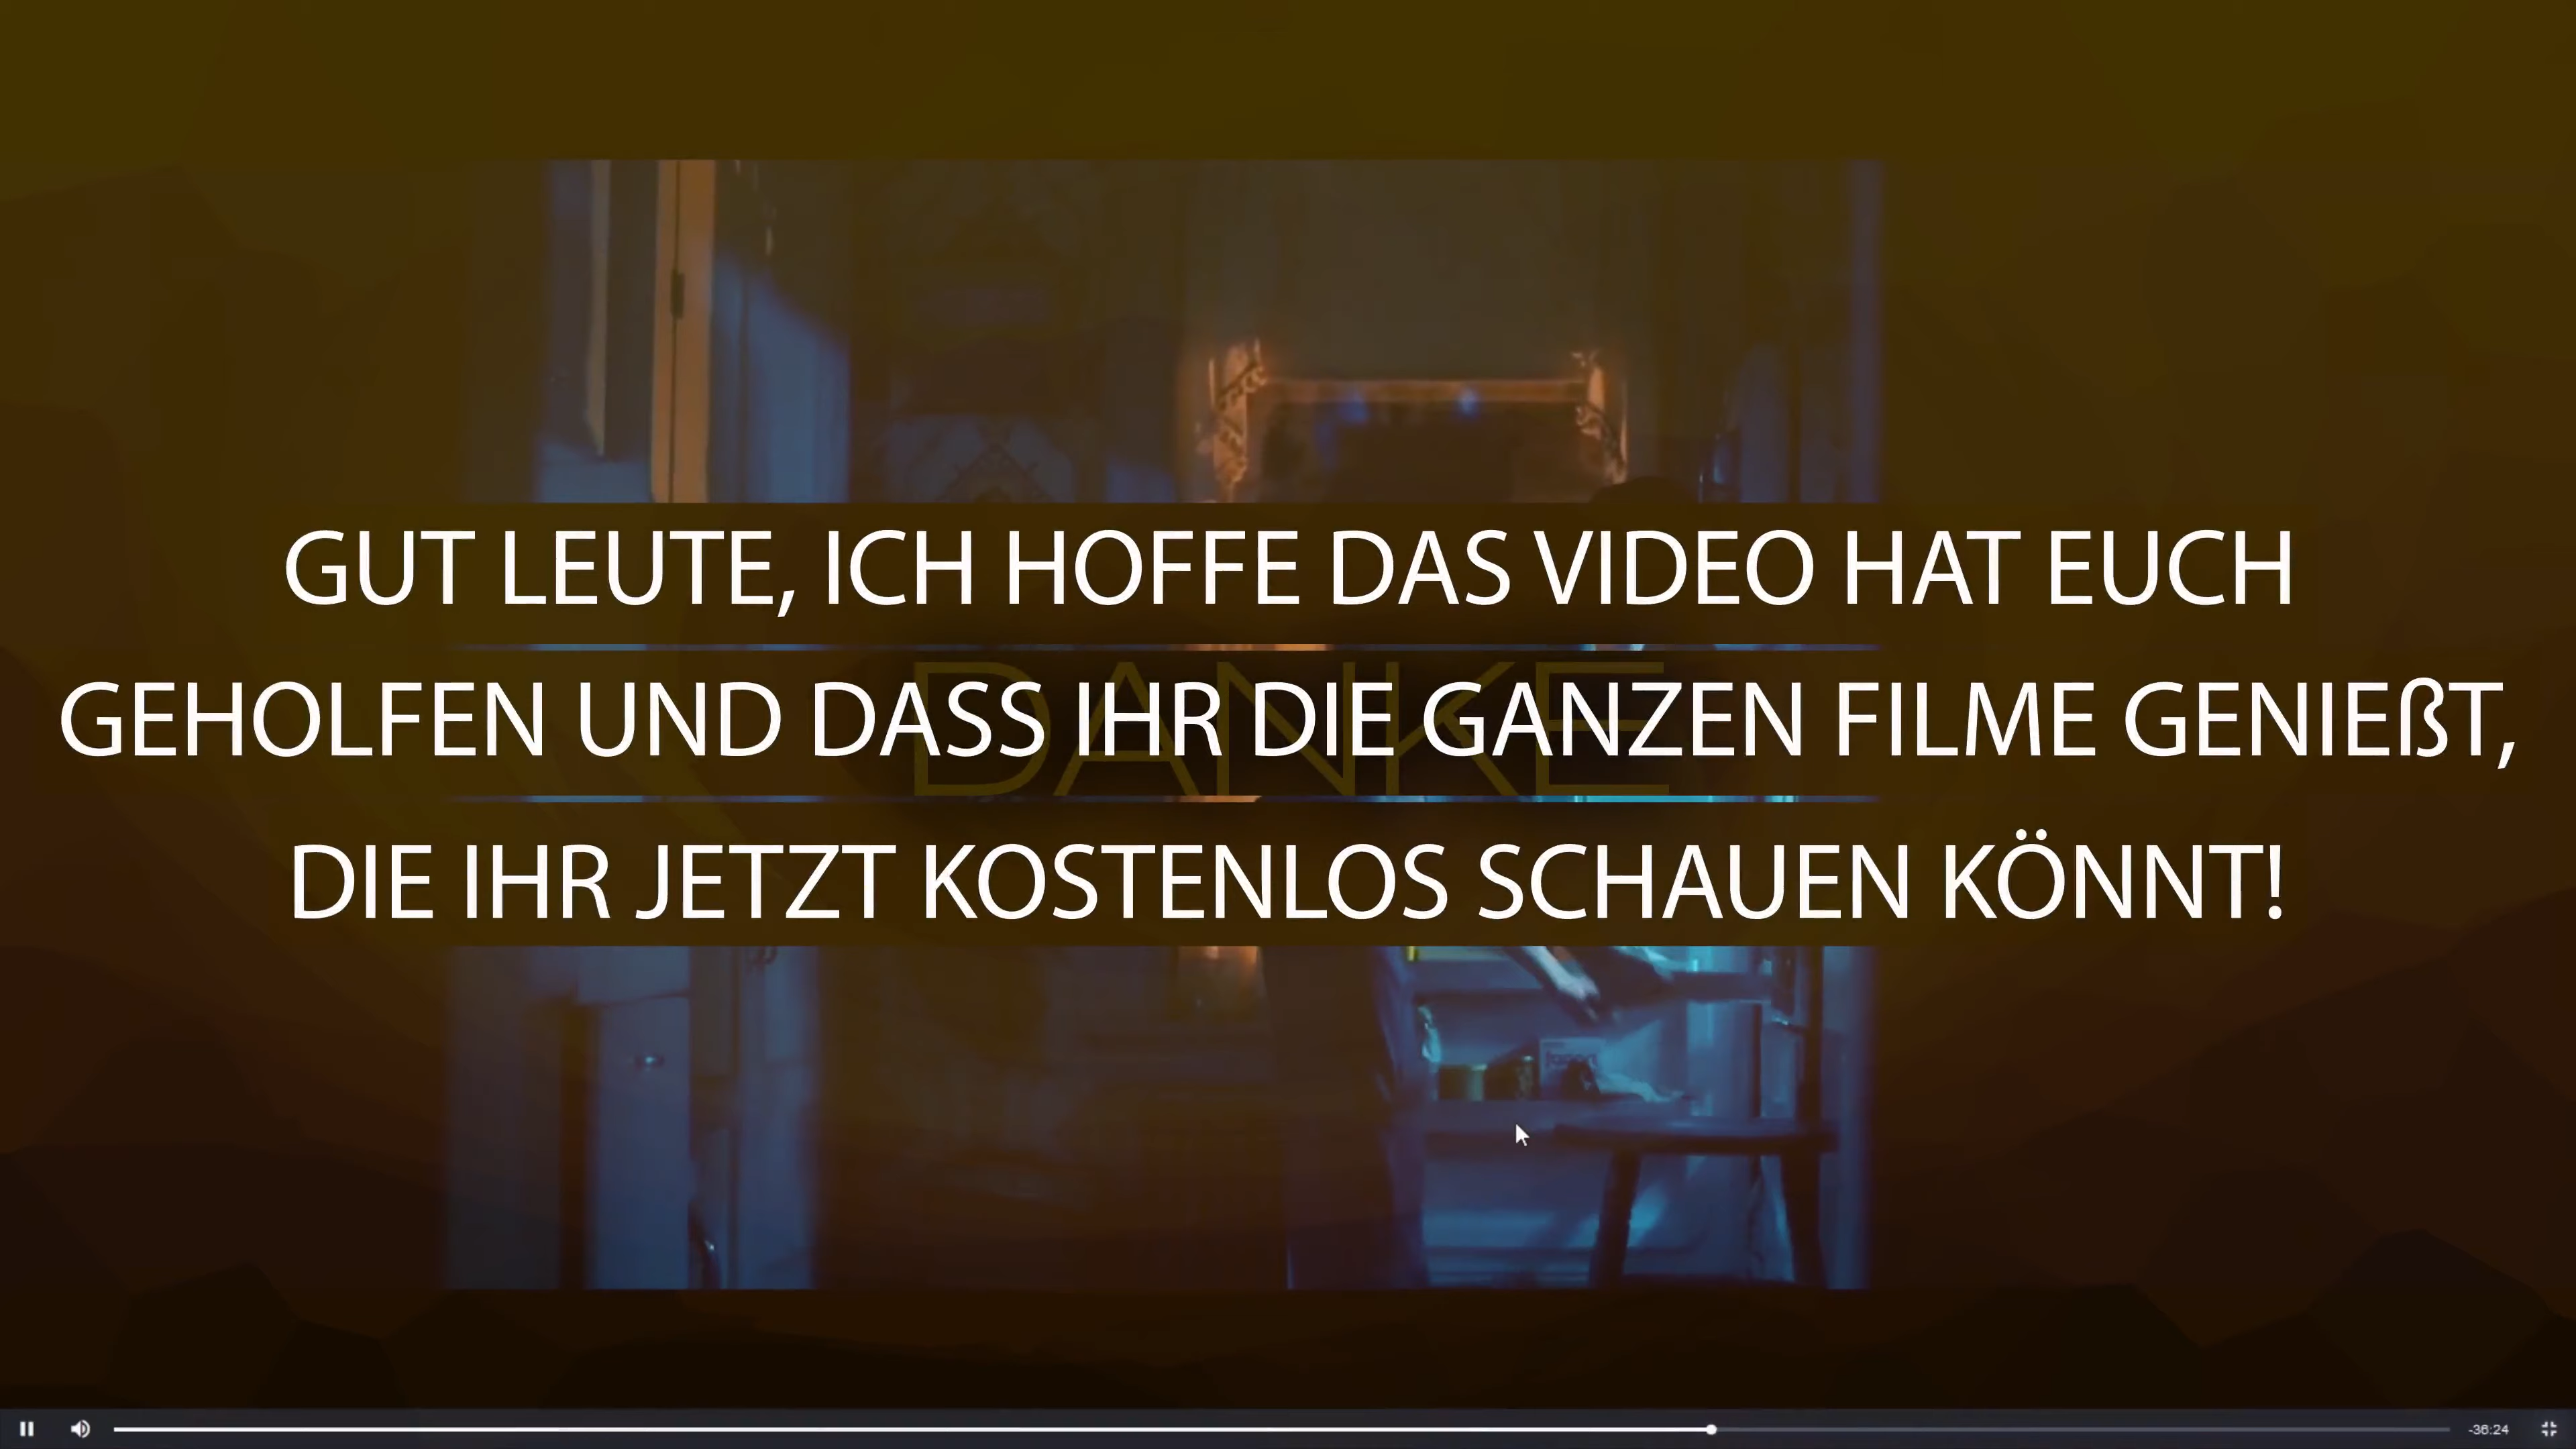 GUT LEUTE, ICH HOFFE DAS VIDEO HAT EUCH
DANKE
GEHOLFEN UND DASS IHR DIE GANZEN FILME GENIEßT,
DIE IHR JETZT KOSTENLOS SCHAUEN KÖNNT!
-36:24